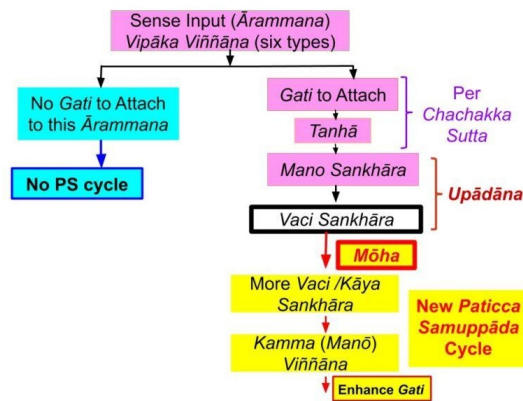 Sense Input (Ārammana)
Vipāka Viññāna (six types)
No Gati to Attach
to this Ārammana
No PS cycle
Gati to Attach
Tanhā
Per
Chachakka
Sutta
Mano Sankhāra
Vaci Sankhāra
Upādāna
Mōha
More Vaci /Kāya
Sankhāra
Kamma (Manō)
Viññāna
Enhance Gati
New Paticca
Samuppāda
Cycle